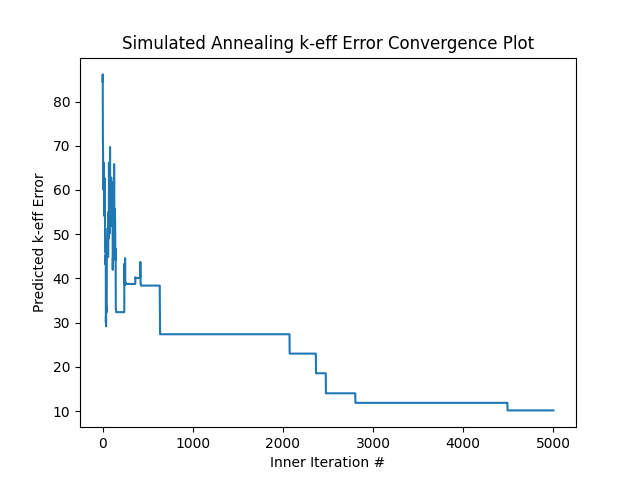 Simulated Annealing k-eff Error Convergence Plot
Predicted k-eff Error
80
70
60
50
40
30
20
10
0 1000 2000 3000 4000 5000
Inner Iteration #